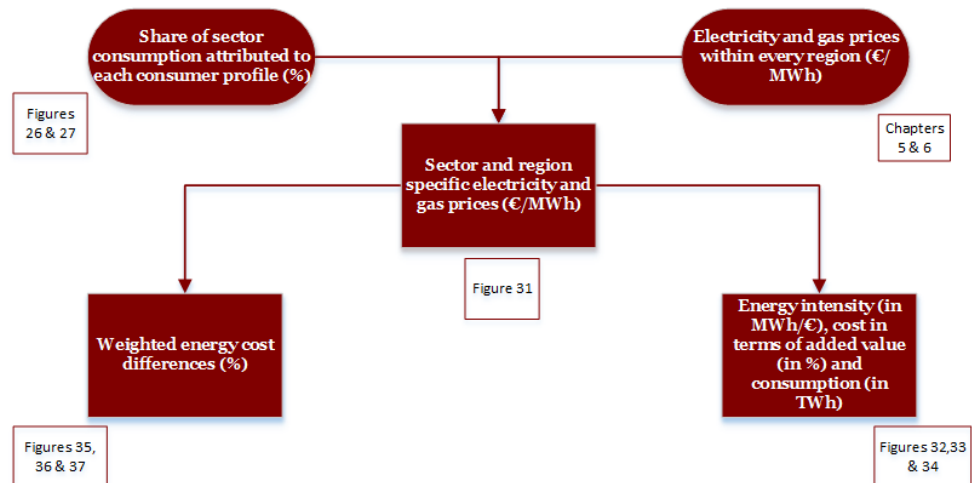 Share of sector
consumption attributed to
each consumer profile (%)
Electricity and gas prices
within every region (€/
MWh)
Figures
26 & 27
Chapters
5 & 6
Sector and region
specific electricity and
gas prices (€/MWh)
Figure 31
Weighted energy cost
differences (%)
Energy intensity (in
MWh/€), cost in
terms of added value
(in %) and
consumption (in
TWh)
Figures 35,
36 & 37
Figures 32,33
& 34